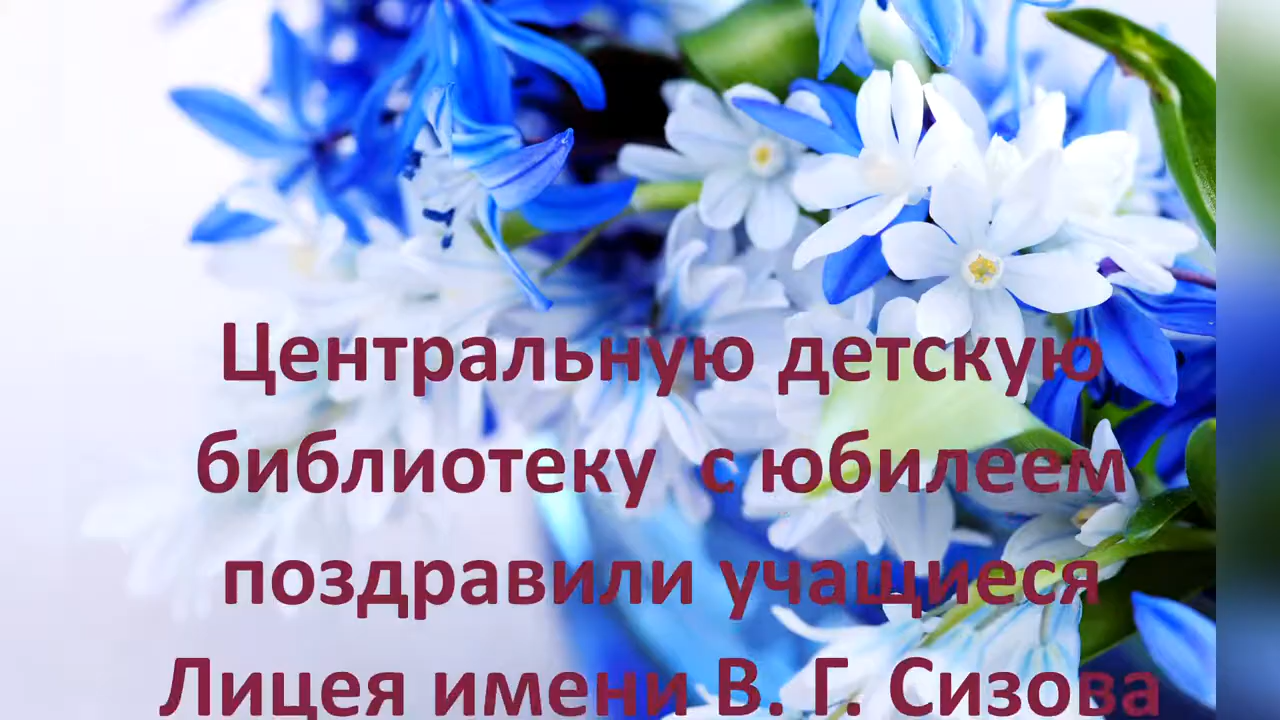 Центральную детскую
библиотеку с юбилеем
поздравили учащиеся
Лицея имени В. Г. Сизова